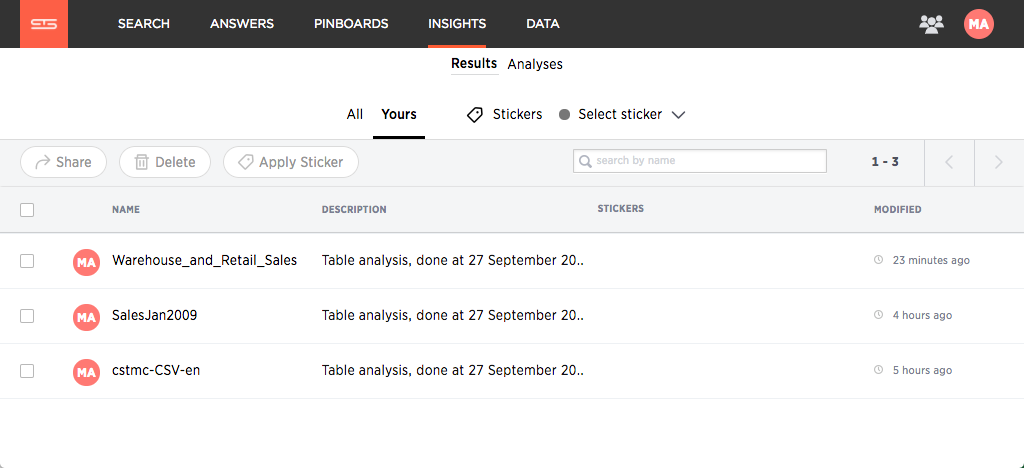 SEARCH ANSWERS PINBOARDS INSIGHTS DATA MA
Results Analyses
All Yours Stickers Select sticker
Share Delete Apply Sticker search by name 1 - 3
NAME DESCRIPTION STICKERS MODIFIED
MA Warehouse_and_Retail_Sales Table analysis, done at 27 September 20.. 23 minutes ago
MA SalesJan2009 Table analysis, done at 27 September 20.. 4 hours ago
MA cstmc-CSV-en Table analysis, done at 27 September 20.. 5 hours ago